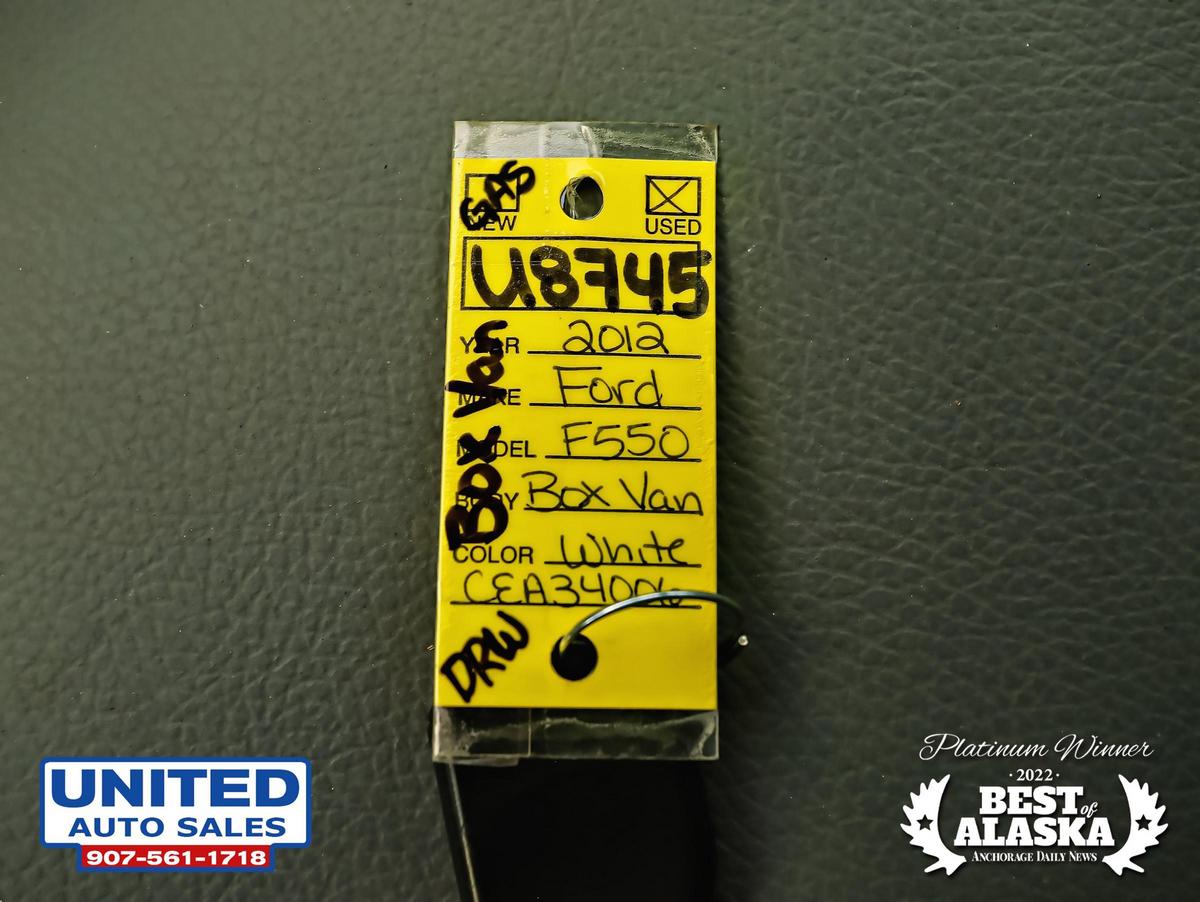 GAS
NEW
USED
U8745
YEAR 2012
MAKE Ford
MODEL F550
BODY Box Van
COLOR White
CEA34006
Box Van
DRW
UNITED
AUTO SALES
907-561-1718
Platinum Winner
· 2022 ·
BEST of
ALASKA
ANCHORAGE DAILY NEWS